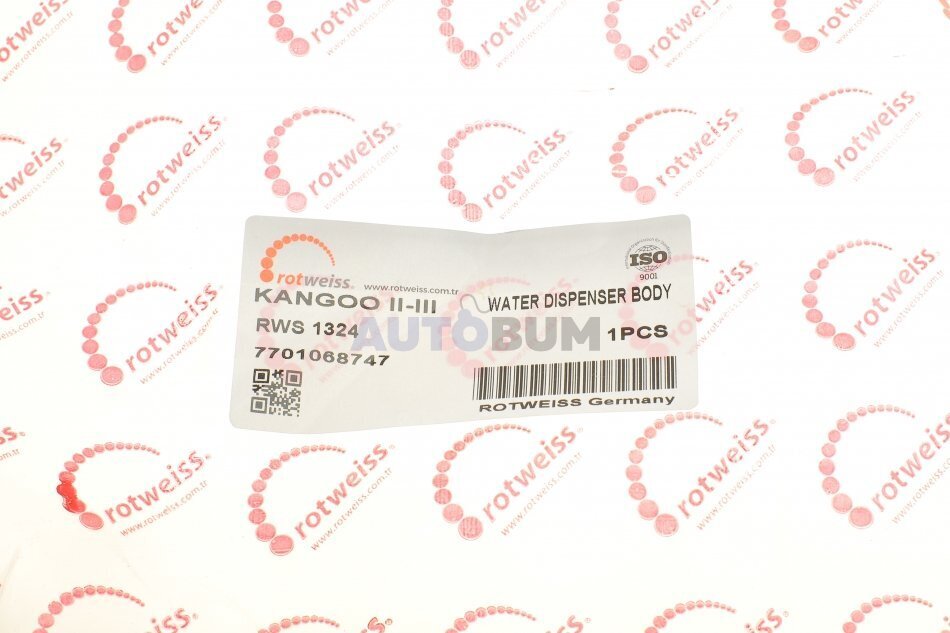 rotweiss® www.rotweiss.com.tr
ISO
9001
KANGOO II-III
WATER DISPENSER BODY
RWS 1324
AUTOBUM
1PCS
7701068747
ROTWEISS Germany
rotweiss®
www.rotweiss.com.tr